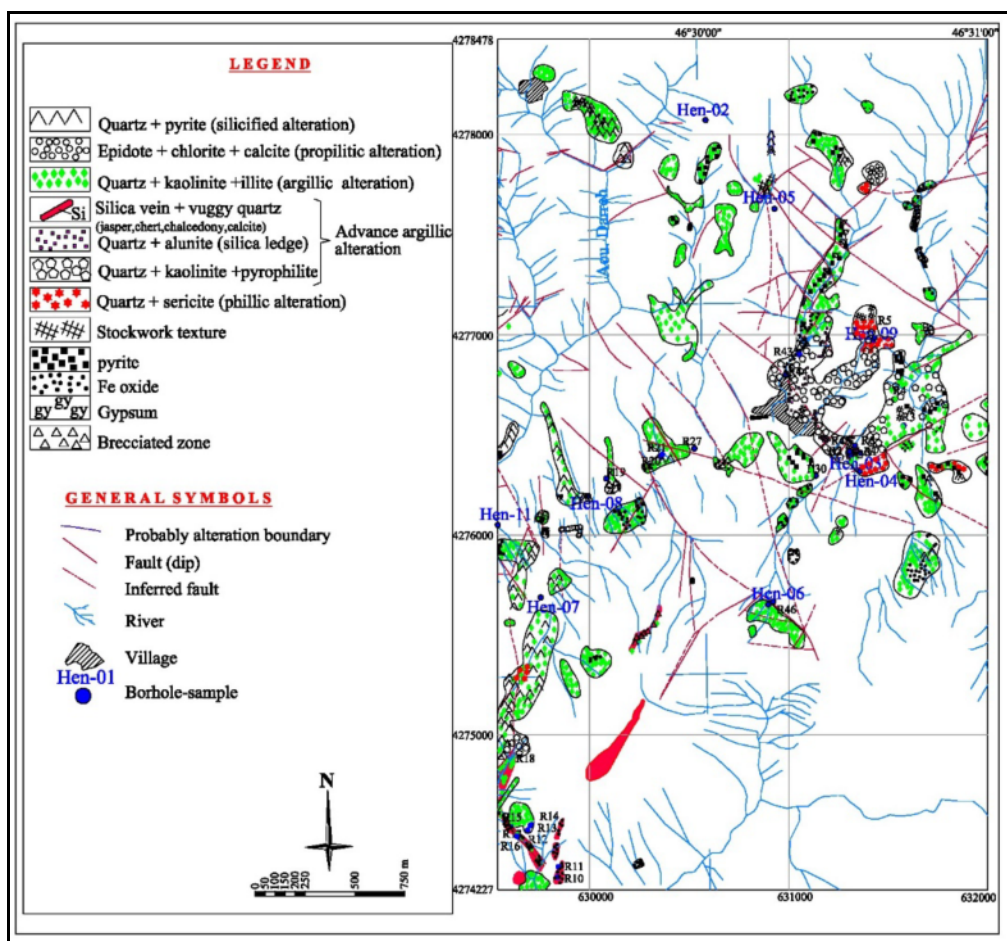 LEGEND
Quartz + pyrite (silicified alteration)
Epidote + chlorite + calcite (propilitic alteration)
Quartz + kaolinite +illite (argillic alteration)
Si
Silica vein + vuggy quartz
(jasper,chert,chalcedony,calcite)
Quartz + alunite (silica ledge)
Quartz + kaolinite +pyrophilite
Advance argillic
alteration
Quartz + sericite (phillic alteration)
Stockwork texture
pyrite
Fe oxide
gy
gy gy
Gypsum
Brecciated zone
GENERAL SYMBOLS
Probably alteration boundary
Fault (dip)
Inferred fault
River
Village
Hen-01
Borhole-sample
N
0 50 100 150 200 250 500 750 m
46°30'00"
46°31'00"
4278478
4278000
4277000
4276000
4275000
4274227
630000
631000
632000
Hen-02
Hen-05
R5
Hen-09
R43
R21
R27
R19
Hen-03
Hen-04
Hen-08
Hen-11
Hen-07
Hen-06
R46
R18
R15
R14
R13
R12
R16
R11
R10